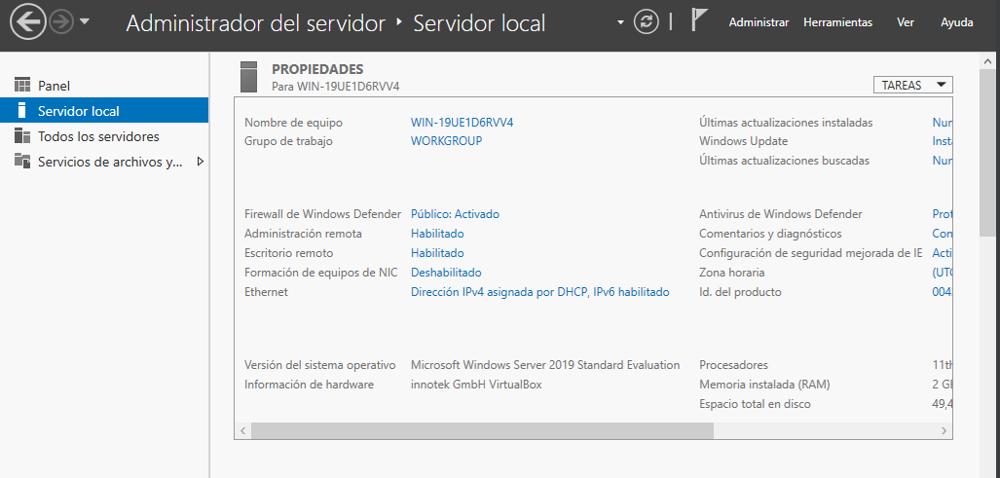 Administrador del servidor Servidor local
Administrar Herramientas Ver Ayuda
Panel
Servidor local
Todos los servidores
Servicios de archivos y...
PROPIEDADES
Para WIN-19UE1D6RVV4
TAREAS
Nombre de equipo WIN-19UE1D6RVV4 Últimas actualizaciones instaladas Nun
Grupo de trabajo WORKGROUP Windows Update Insta
Últimas actualizaciones buscadas Nun
Firewall de Windows Defender Público: Activado Antivirus de Windows Defender Prot
Administración remota Habilitado Comentarios y diagnósticos Con
Escritorio remoto Habilitado Configuración de seguridad mejorada de IE Acti
Formación de equipos de NIC Deshabilitado Zona horaria (UTC
Ethernet Dirección IPv4 asignada por DHCP, IPv6 habilitado Id. del producto 004
Versión del sistema operativo Microsoft Windows Server 2019 Standard Evaluation Procesadores 11th
Información de hardware innotek GmbH VirtualBox Memoria instalada (RAM) 2 GB
Espacio total en disco 49,4